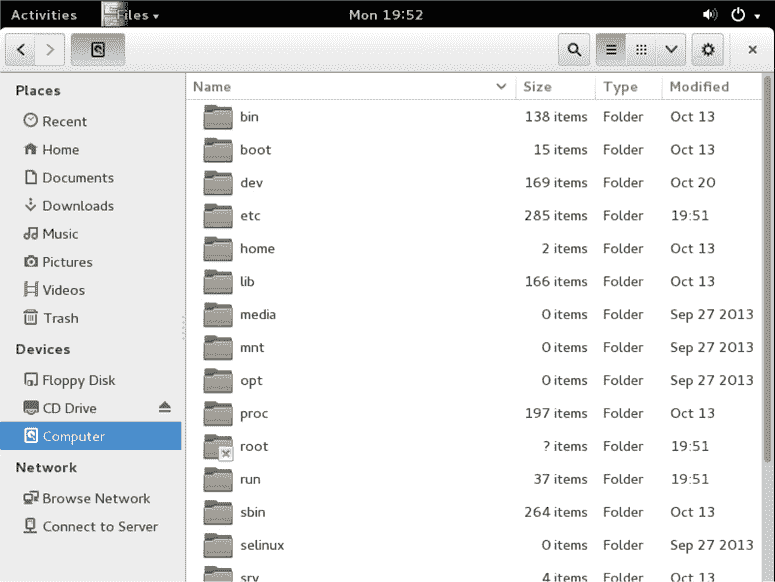 Activities Files Mon 19:52
Places
Recent
Home
Documents
Downloads
Music
Pictures
Videos
Trash
Devices
Floppy Disk
CD Drive
Computer
Network
Browse Network
Connect to Server
Name Size Type Modified
bin 138 items Folder Oct 13
boot 15 items Folder Oct 13
dev 169 items Folder Oct 20
etc 285 items Folder 19:51
home 2 items Folder Oct 13
lib 166 items Folder Oct 13
media 0 items Folder Sep 27 2013
mnt 0 items Folder Sep 27 2013
opt 0 items Folder Sep 27 2013
proc 197 items Folder Oct 13
root ? items Folder 19:51
run 37 items Folder 19:51
sbin 264 items Folder Oct 13
selinux 0 items Folder Sep 27 2013
srv 4 items Folder Oct 13